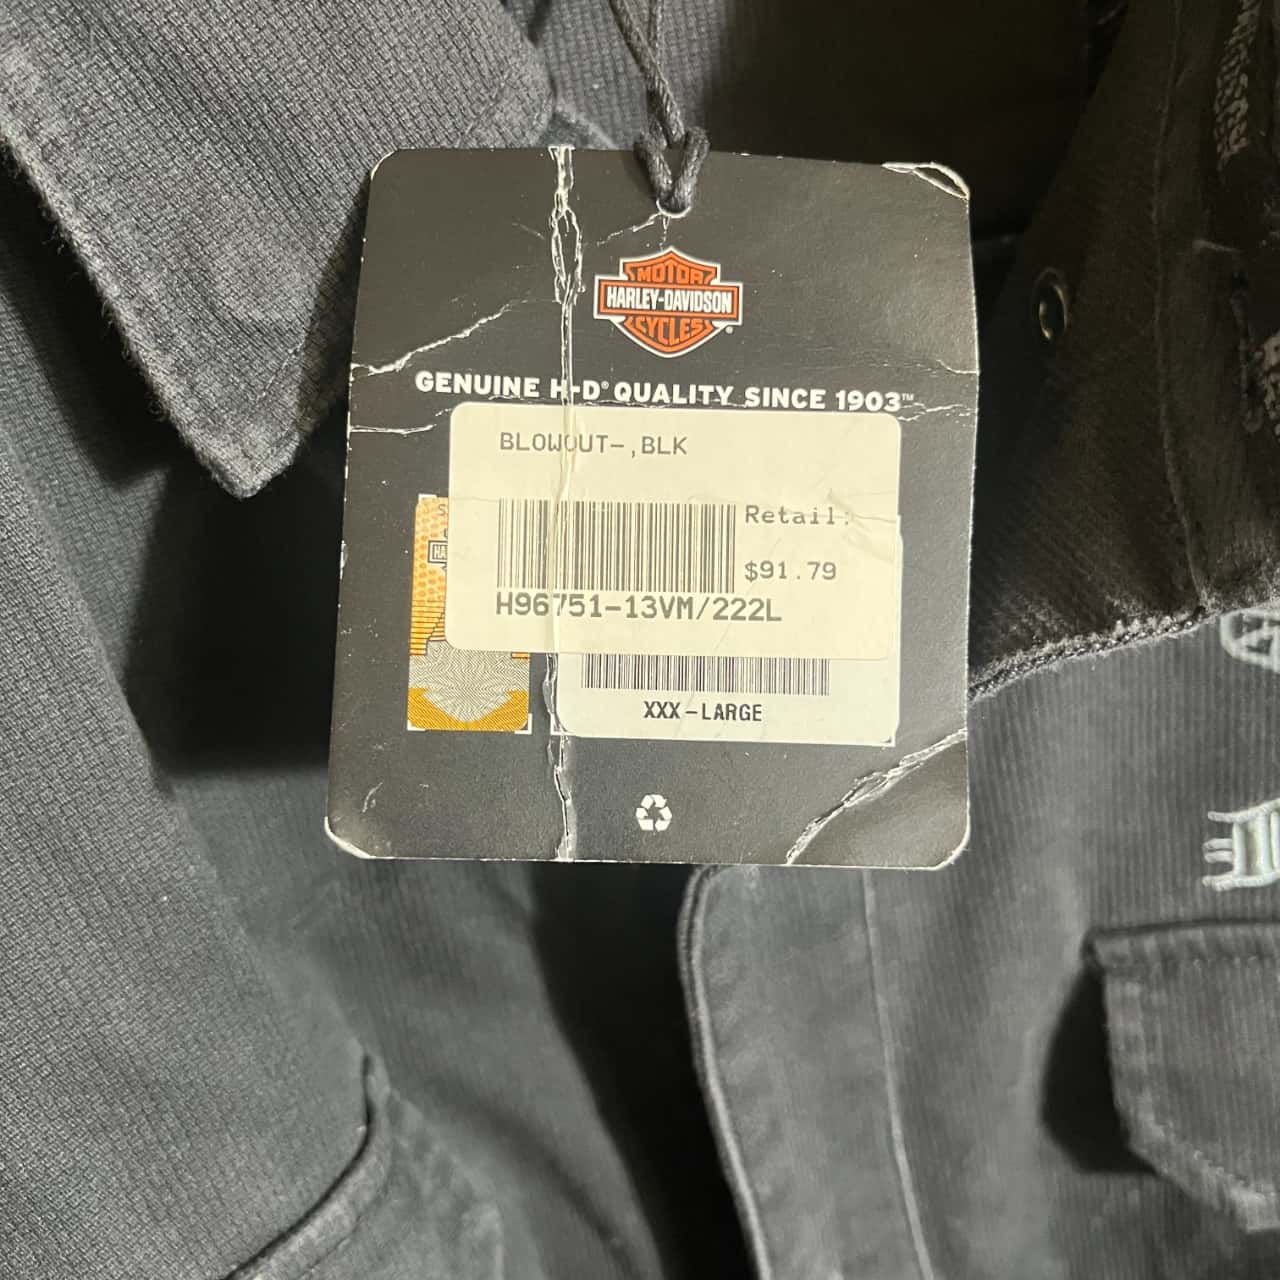 MOTOR
HARLEY-DAVIDSON
CYCLES®
GENUINE H-D® QUALITY SINCE 1903™
BLOWOUT-,BLK
Retail:
$91.79
H96751-13VM/222L
XXX-LARGE